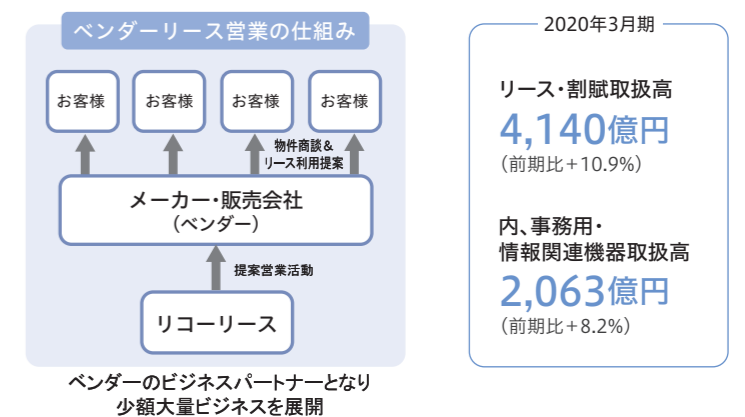 ベンダーリース営業の仕組み
お客様
お客様
お客様
お客様
物件商談&
リース利用提案
メーカー・販売会社
(ベンダー)
提案営業活動
リコーリース
ベンダーのビジネスパートナーとなり
少額大量ビジネスを展開
2020年3月期
リース・割賦取扱高
4,140億円
(前期比+10.9%)
内、事務用・
情報関連機器取扱高
2,063億円
(前期比+8.2%)